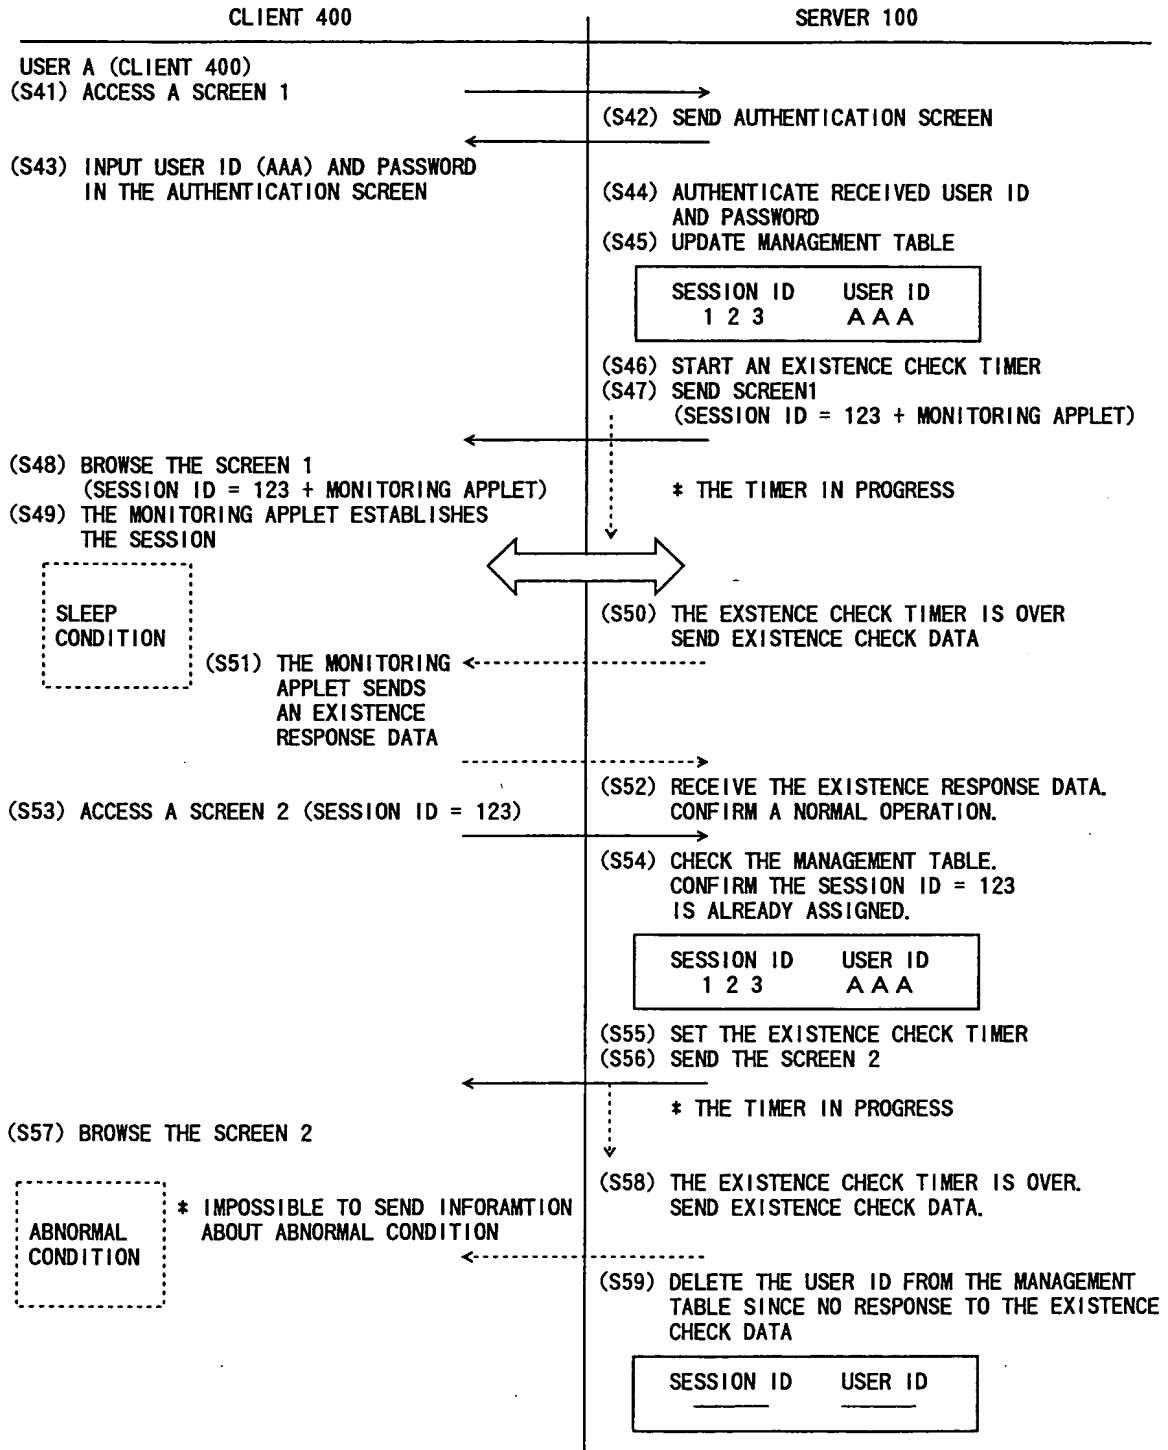 CLIENT 400
SERVER 100
USER A (CLIENT 400)
(S41) ACCESS A SCREEN 1
(S42) SEND AUTHENTICATION SCREEN
(S43) INPUT USER ID (AAA) AND PASSWORD
IN THE AUTHENTICATION SCREEN
(S44) AUTHENTICATE RECEIVED USER ID
AND PASSWORD
(S45) UPDATE MANAGEMENT TABLE
SESSION ID USER ID
1 2 3 A A A
(S46) START AN EXISTENCE CHECK TIMER
(S47) SEND SCREEN1
(SESSION ID = 123 + MONITORING APPLET)
(S48) BROWSE THE SCREEN 1
(SESSION ID = 123 + MONITORING APPLET)
* THE TIMER IN PROGRESS
(S49) THE MONITORING APPLET ESTABLISHES
THE SESSION
SLEEP
CONDITION
(S50) THE EXSTENCE CHECK TIMER IS OVER
SEND EXISTENCE CHECK DATA
(S51) THE MONITORING
APPLET SENDS
AN EXISTENCE
RESPONSE DATA
(S52) RECEIVE THE EXISTENCE RESPONSE DATA.
CONFIRM A NORMAL OPERATION.
(S53) ACCESS A SCREEN 2 (SESSION ID = 123)
(S54) CHECK THE MANAGEMENT TABLE.
CONFIRM THE SESSION ID = 123
IS ALREADY ASSIGNED.
SESSION ID USER ID
1 2 3 A A A
(S55) SET THE EXISTENCE CHECK TIMER
(S56) SEND THE SCREEN 2
* THE TIMER IN PROGRESS
(S57) BROWSE THE SCREEN 2
(S58) THE EXISTENCE CHECK TIMER IS OVER.
SEND EXISTENCE CHECK DATA.
* IMPOSSIBLE TO SEND INFORAMTION
ABOUT ABNORMAL CONDITION
ABNORMAL
CONDITION
(S59) DELETE THE USER ID FROM THE MANAGEMENT
TABLE SINCE NO RESPONSE TO THE EXISTENCE
CHECK DATA
SESSION ID USER ID